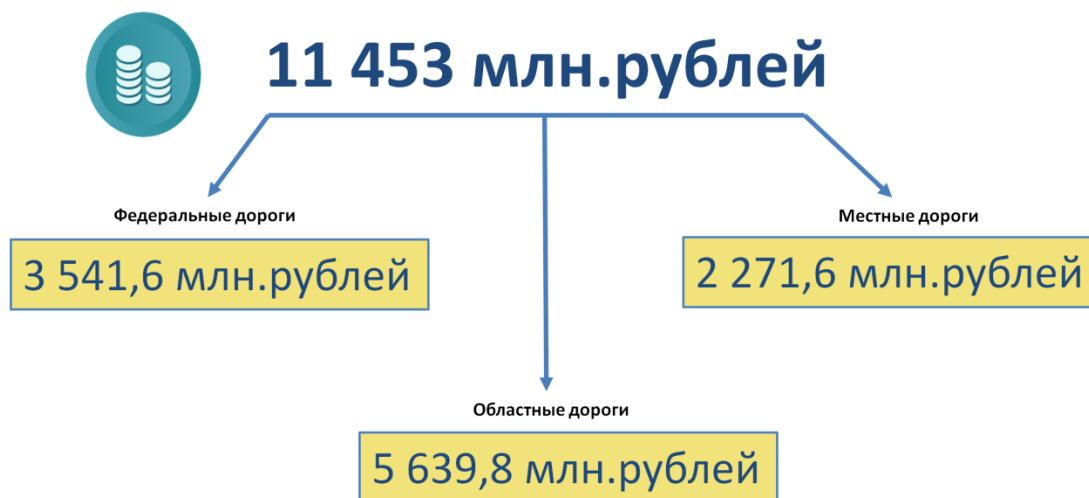 11 453 млн.рублей
Федеральные дороги
3 541,6 млн.рублей
Местные дороги
2 271,6 млн.рублей
Областные дороги
5 639,8 млн.рублей